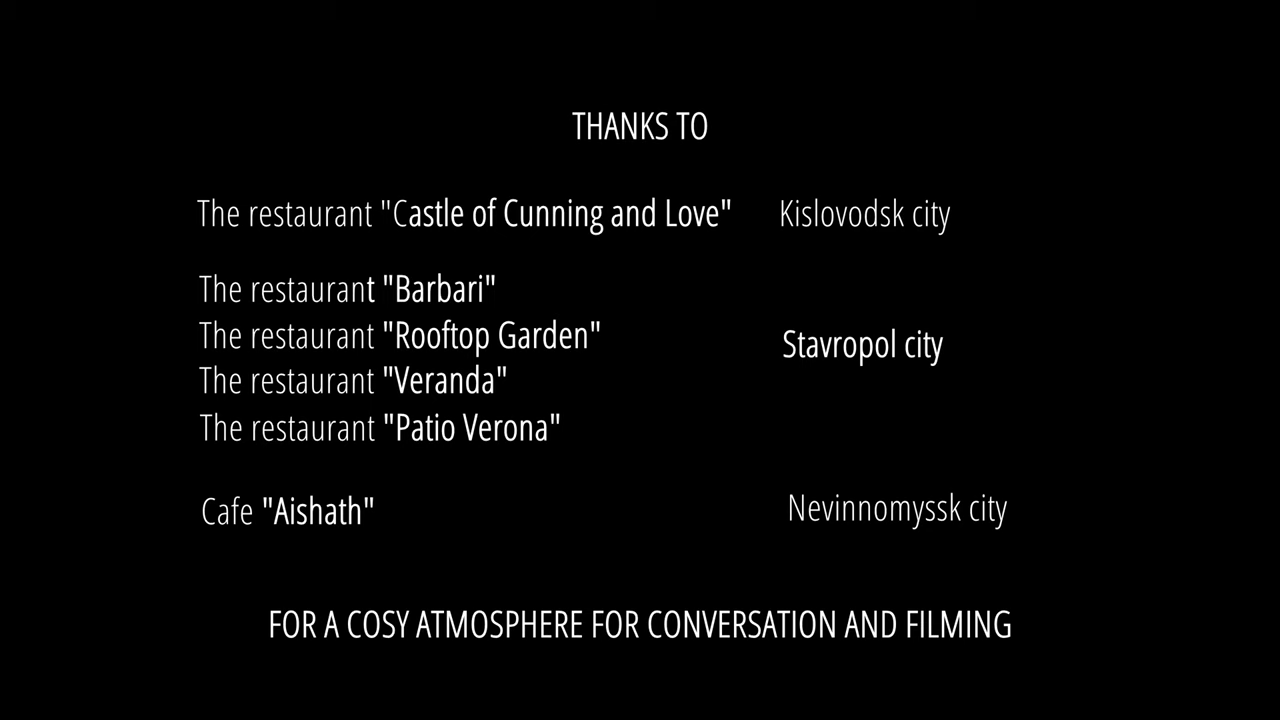 THANKS TO
The restaurant "Castle of Cunning and Love" Kislovodsk city
The restaurant "Barbari"
The restaurant "Rooftop Garden"
Stavropol city
The restaurant "Veranda"
The restaurant "Patio Verona"
Cafe "Aishath" Nevinnomyssk city
FOR A COSY ATMOSPHERE FOR CONVERSATION AND FILMING